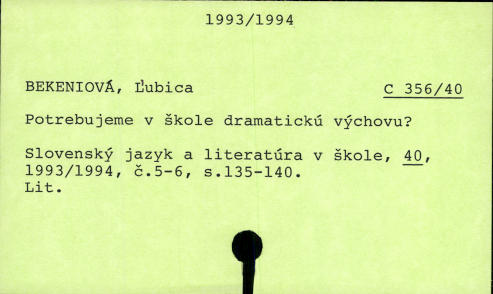 1993/1994
BEKENIOVÁ, Ľubica C 356/40
Potrebujeme v škole dramatickú výchovu?
Slovenský jazyk a literatúra v škole, 40,
1993/1994, č.5-6, s.135-140.
Lit.